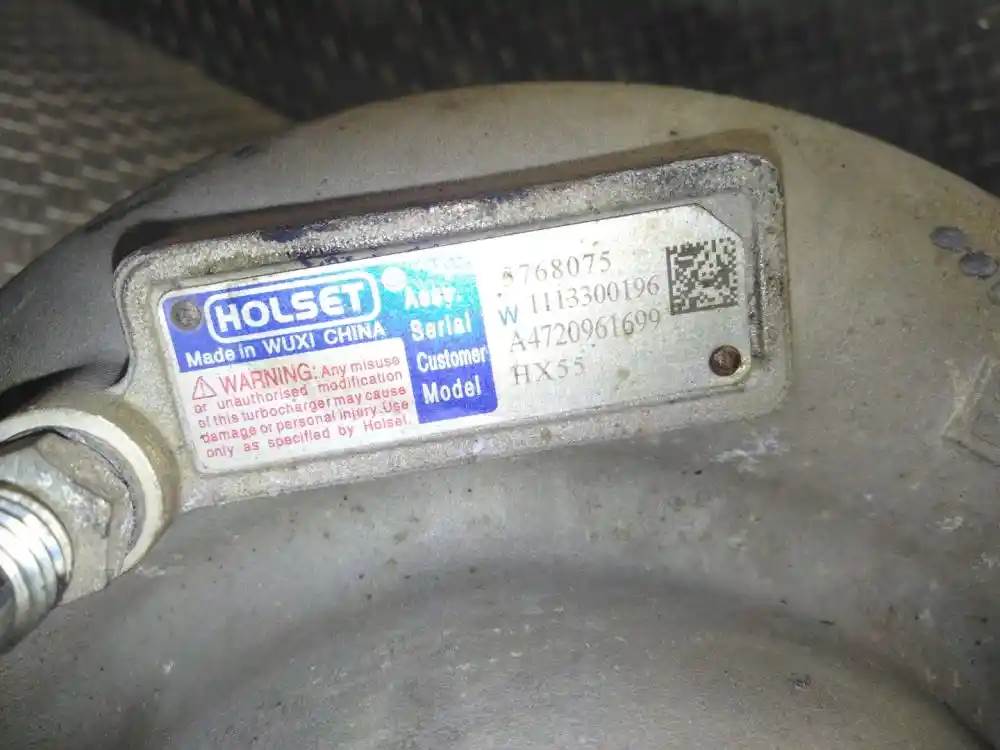 HOLSET
Made in WUXI CHINA
WARNING: Any misuse
or unauthorised modification
of this turbocharger may cause
damage or personal injury. Use
only as specified by Holset.
Assy. 3768075
Serial W 1113300196
Customer A4720961699
Model HX55